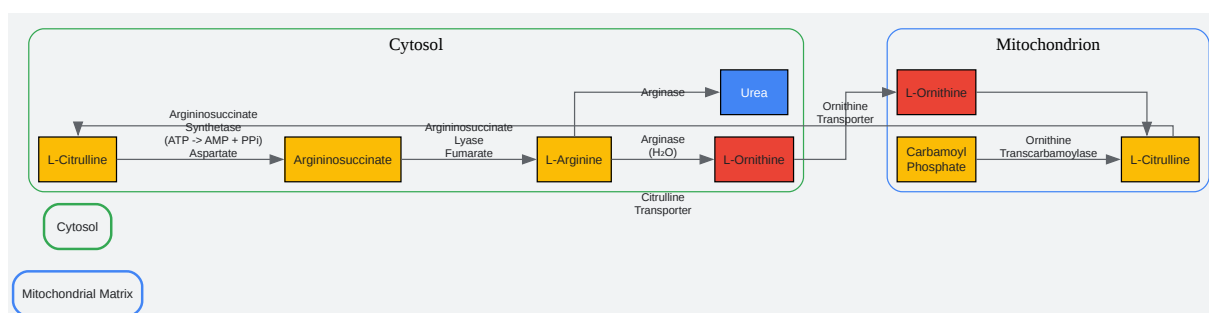 Cytosol
Mitochondrion
Urea
L-Ornithine
Arginase
Ornithine
Transporter
Argininosuccinate
Synthetase
(ATP -> AMP + PPi)
Aspartate
Argininosuccinate
Lyase
Fumarate
Arginase
(H₂O)
Ornithine
Transcarbamoylase
L-Citrulline
Argininosuccinate
L-Arginine
L-Ornithine
Carbamoyl
Phosphate
L-Citrulline
Citrulline
Transporter
Cytosol
Mitochondrial Matrix